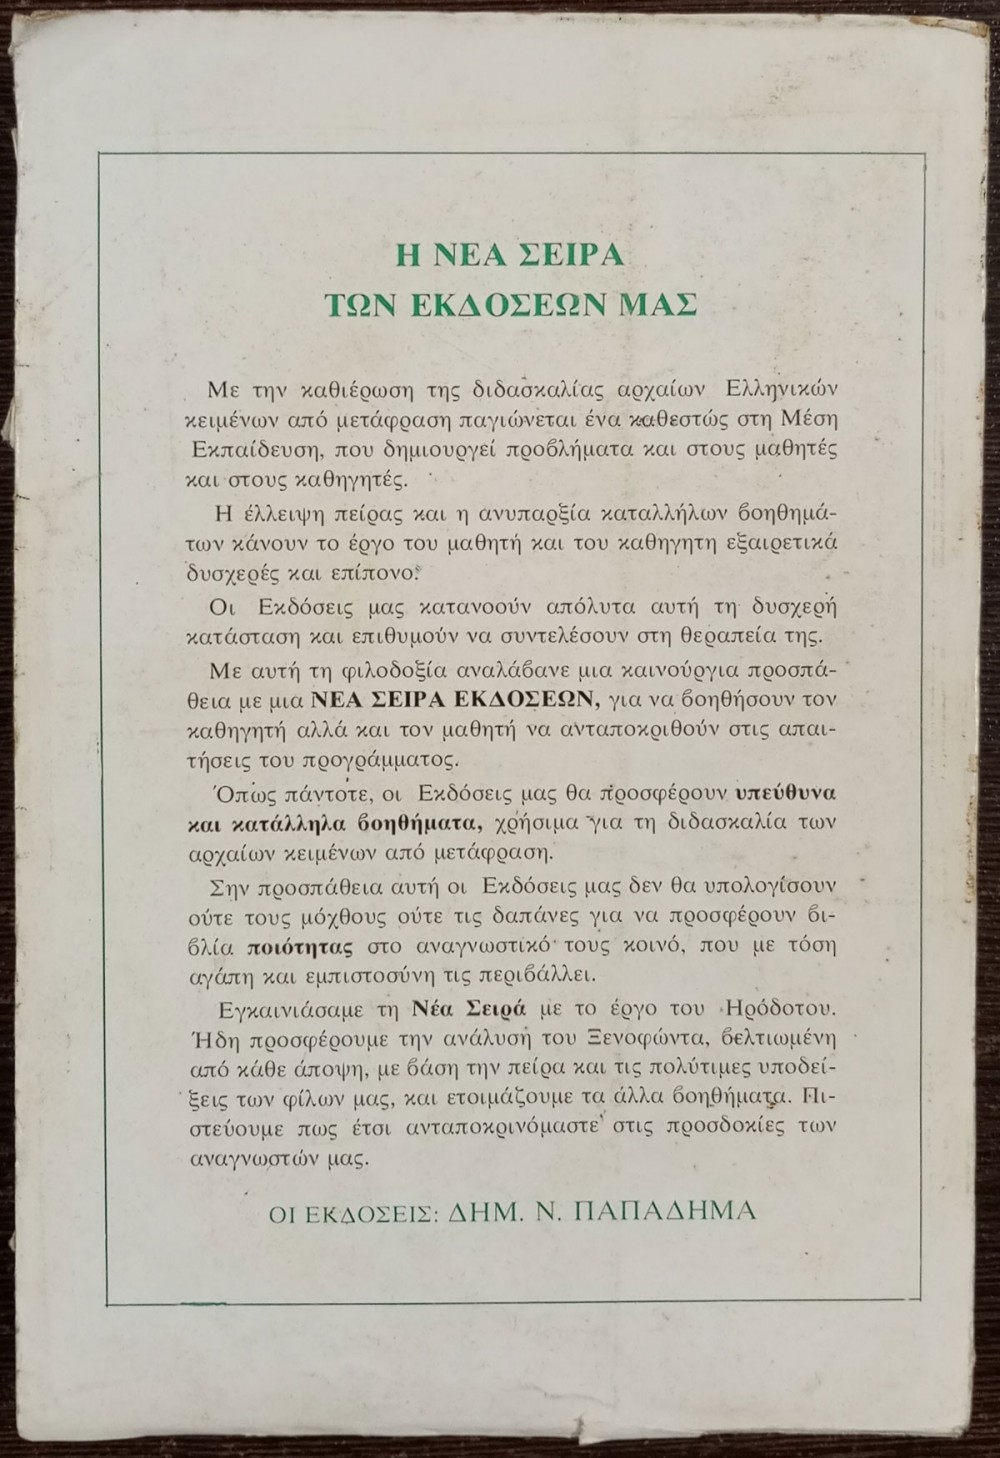 Η ΝΕΑ ΣΕΙΡΑ
ΤΩΝ ΕΚΔΟΣΕΩΝ ΜΑΣ
Με την καθιέρωση της διδασκαλίας αρχαίων Ελληνικών
κειμένων από μετάφραση παγιώνεται ένα καθεστώς στη Μέση
Εκπαίδευση, που δημιουργεί προβλήματα και στους μαθητές
και στους καθηγητές.
Η έλλειψη πείρας και η ανυπαρξία καταλλήλων βοηθημά-
των κάνουν το έργο του μαθητή και του καθηγητη εξαιρετικά
δυσχερές και επίπονο.
Οι Εκδόσεις μας κατανοούν απόλυτα αυτή τη δυσχερή
κατάσταση και επιθυμούν να συντελέσουν στη θεραπεία της.
Με αυτή τη φιλοδοξία αναλάβανε μια καινούργια προσπά-
θεια με μια ΝΕΑ ΣΕΙΡΑ ΕΚΔΟΣΕΩΝ, για να βοηθήσουν τον
καθηγητή αλλά και τον μαθητή να ανταποκριθούν στις απαι-
τήσεις του προγράμματος.
Όπως πάντοτε, οι Εκδόσεις μας θα προσφέρουν υπεύθυνα
και κατάλληλα βοηθήματα, χρήσιμα για τη διδασκαλία των
αρχαίων κειμένων από μετάφραση.
Σην προσπάθεια αυτή οι Εκδόσεις μας δεν θα υπολογίσουν
ούτε τους μόχθους ούτε τις δαπάνες για να προσφέρουν βι-
βλία ποιότητας στο αναγνωστικό τους κοινό, που με τόση
αγάπη και εμπιστοσύνη τις περιβάλλει.
Εγκαινιάσαμε τη Νέα Σειρά με το έργο του Ηρόδοτου.
Ήδη προσφέρουμε την ανάλυση του Ξενοφώντα, βελτιωμένη
από κάθε άποψη, με βάση την πείρα και τις πολύτιμες υποδεί-
ξεις των φίλων μας, και ετοιμάζουμε τα άλλα βοηθήματα. Πι-
στεύουμε πως έτσι ανταποκρινόμαστε στις προσδοκίες των
αναγνωστών μας.
ΟΙ ΕΚΔΟΣΕΙΣ: ΔΗΜ. Ν. ΠΑΠΑΔΗΜΑ